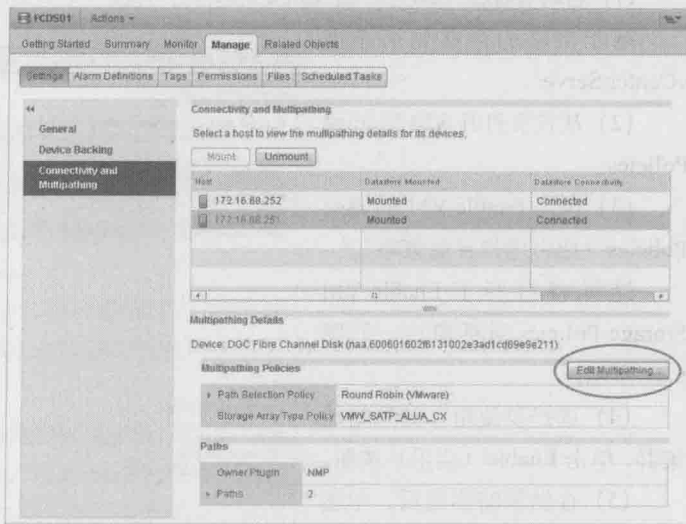 FCDS01 Actions
Getting Started Summary Monitor Manage Related Objects
Settings Alarm Definitions Tags Permissions Files Scheduled Tasks
General
Device Backing
Connectivity and
Multipathing
Connectivity and Multipathing
Select a host to view the multipathing details for its devices.
Mount Unmount
Host Datastore Mounted Datastore Connectivity
172.16.68.252 Mounted Connected
172.16.68.251 Mounted Connected
Multipathing Details
Device: DGC Fibre Channel Disk (naa.600601602f6131002e3ad1cd69e9e211)
Multipathing Policies Edit Multipathing...
Path Selection Policy Round Robin (VMware)
Storage Array Type Policy VMW_SATP_ALUA_CX
Paths
Owner Plugin NMP
Paths 2